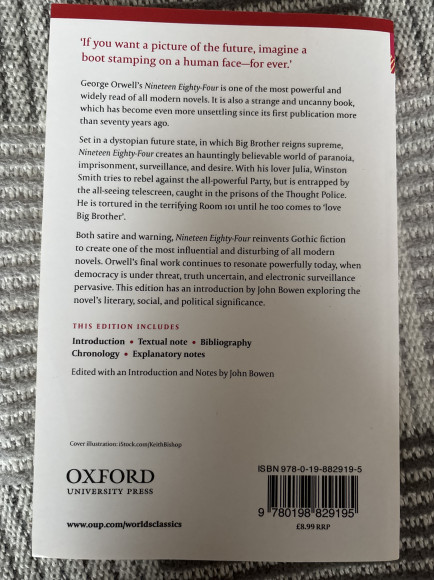 ‘If you want a picture of the future, imagine a
boot stamping on a human face—for ever.’
George Orwell’s Nineteen Eighty-Four is one of the most powerful and
widely read of all modern novels. It is also a strange and uncanny book,
which has become even more unsettling since its first publication more
than seventy years ago.
Set in a dystopian future state, in which Big Brother reigns supreme,
Nineteen Eighty-Four creates an hauntingly believable world of paranoia,
imprisonment, surveillance, and desire. With his lover Julia, Winston
Smith tries to rebel against the all-powerful Party, but is entrapped by
the all-seeing telescreen, caught in the prisons of the Thought Police.
He is tortured in the terrifying Room 101 until he too comes to ‘love
Big Brother’.
Both satire and warning, Nineteen Eighty-Four reinvents Gothic fiction
to create one of the most influential and disturbing of all modern
novels. Orwell’s final work continues to resonate powerfully today, when
democracy is under threat, truth uncertain, and electronic surveillance
pervasive. This edition has an introduction by John Bowen exploring the
novel’s literary, social, and political significance.
THIS EDITION INCLUDES
Introduction • Textual note • Bibliography
Chronology • Explanatory notes
Edited with an Introduction and Notes by John Bowen
Cover illustration: iStock.com/KeithBishop
OXFORD
UNIVERSITY PRESS
www.oup.com/worldsclassics
ISBN 978-0-19-882919-5
9 780198 829195
£8.99 RRP